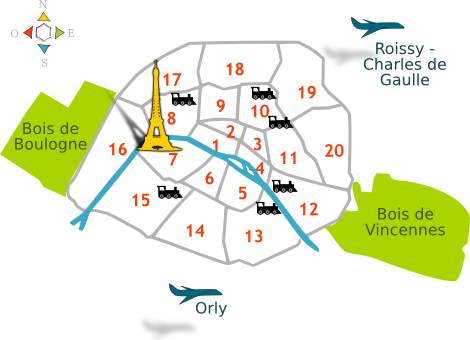 N
O
E
S
Roissy -
Charles de
Gaulle
17
18
19
8
9
10
Bois de
Boulogne
16
7
1
2
3
4
11
20
15
6
5
12
14
13
Bois de
Vincennes
Orly